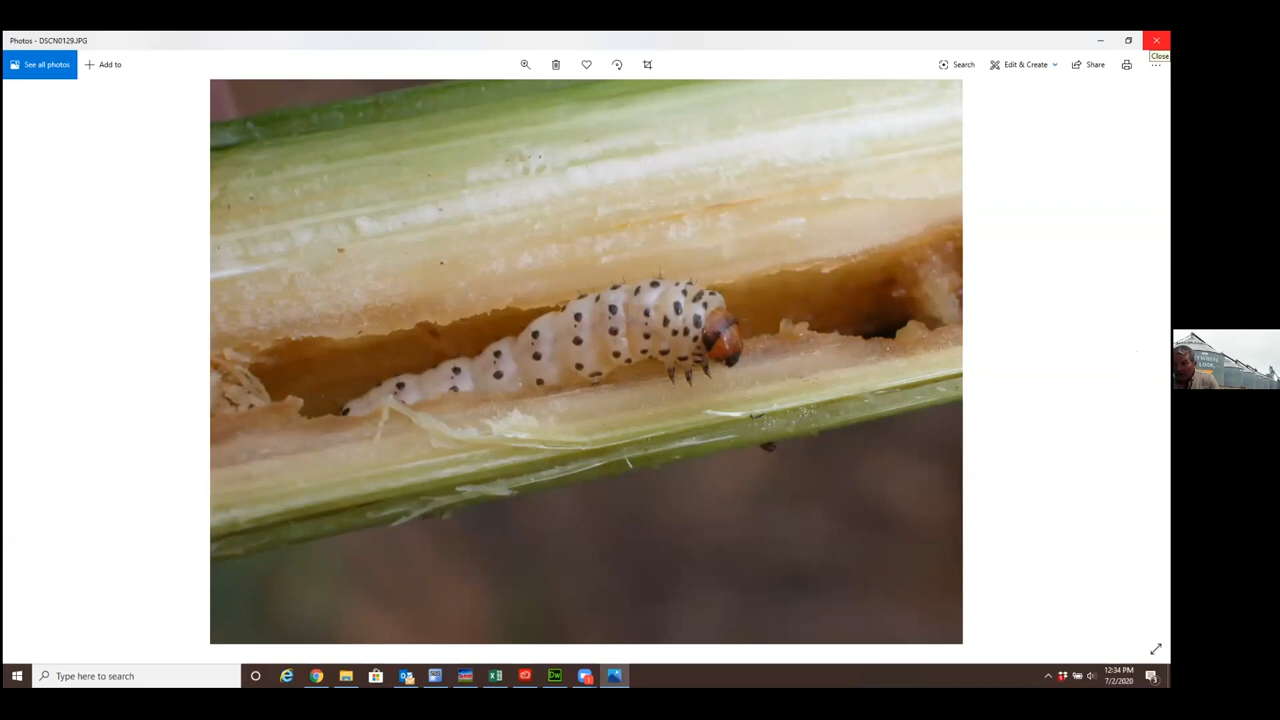 Photos - DSCN0129.JPG
See all photos
Add to
Search
Edit & Create
Share
Close
Type here to search
12:34 PM
7/2/2020